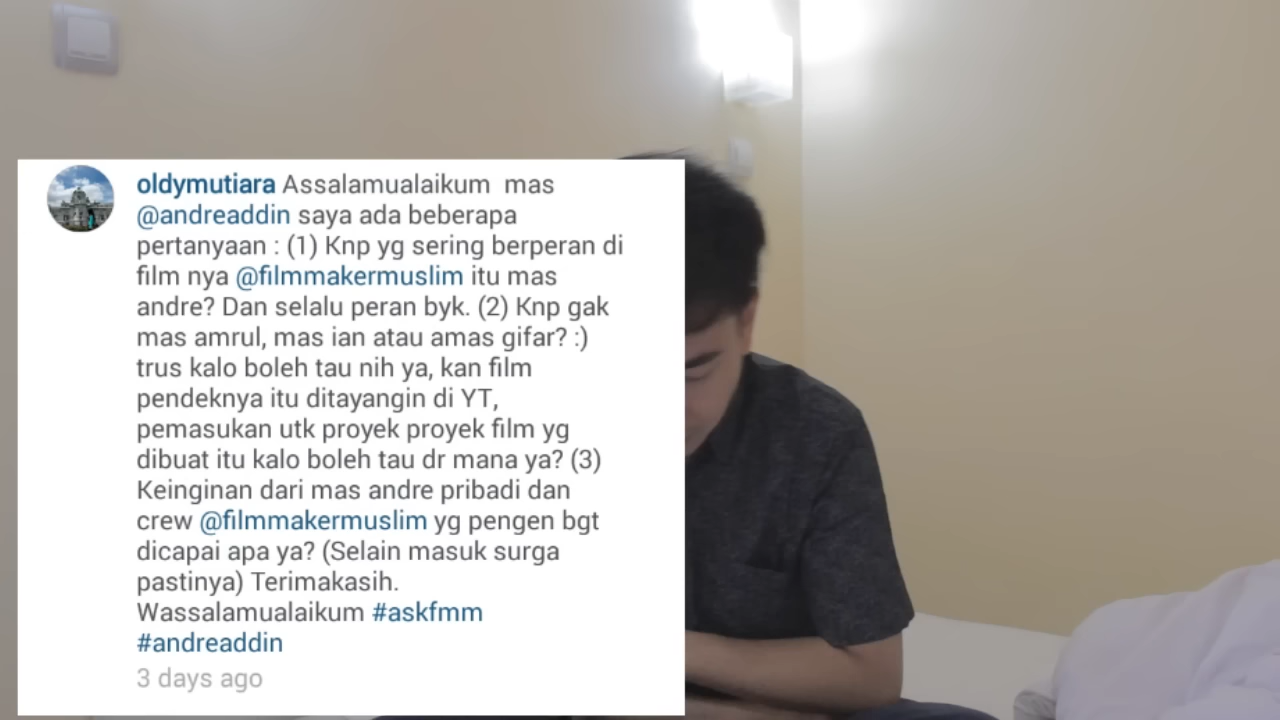 oldymutiara Assalamualaikum mas
@andreaddin saya ada beberapa
pertanyaan : (1) Knp yg sering berperan di
film nya @filmmakermuslim itu mas
andre? Dan selalu peran byk. (2) Knp gak
mas amrul, mas ian atau amas gifar? :)
trus kalo boleh tau nih ya, kan film
pendeknya itu ditayangin di YT,
pemasukan utk proyek proyek film yg
dibuat itu kalo boleh tau dr mana ya? (3)
Keinginan dari mas andre pribadi dan
crew @filmmakermuslim yg pengen bgt
dicapai apa ya? (Selain masuk surga
pastinya) Terimakasih.
Wassalamualaikum #askfmm
#andreaddin
3 days ago